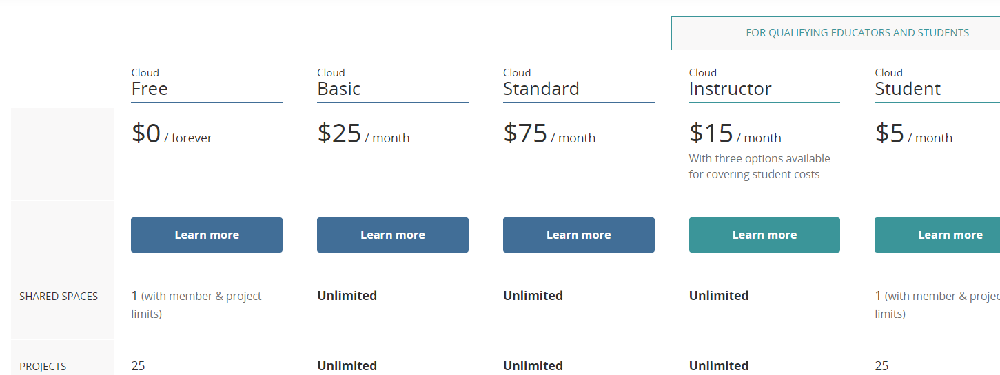 FOR QUALIFYING EDUCATORS AND STUDENTS
Cloud Cloud Cloud Cloud Cloud
Free Basic Standard Instructor Student
$0 / forever $25 / month $75 / month $15 / month $5 / month
With three options available
for covering student costs
Learn more Learn more Learn more Learn more Learn more
SHARED SPACES 1 (with member & project Unlimited Unlimited Unlimited 1 (with member &
limits) limits)
PROJECTS 25 Unlimited Unlimited Unlimited 25